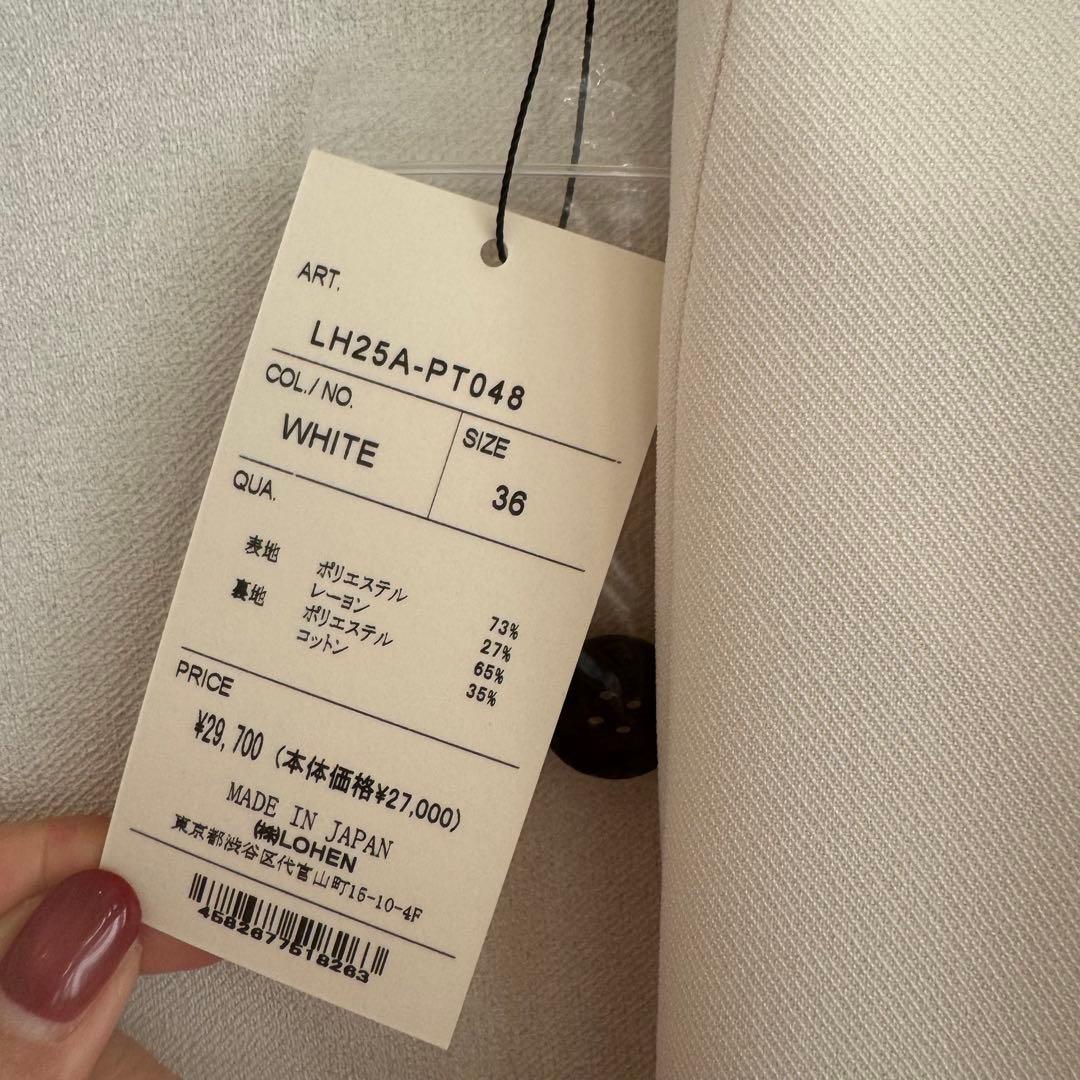 ART.
LH25A-PT048
COL./NO.
WHITE
SIZE
36
QUA.
表地 ポリエステル 73%
レーヨン 27%
裏地 ポリエステル 65%
コットン 35%
PRICE
¥29,700 (本体価格¥27,000)
MADE IN JAPAN
(株)LOHEN
東京都渋谷区代官山町15-10-4F
4582677518263